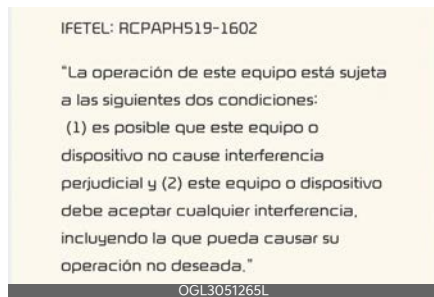 IFETEL: RCPAPH519-1602
"La operación de este equipo está sujeta
a las siguientes dos condiciones:
(1) es posible que este equipo o
dispositivo no cause interferencia
perjudicial y (2) este equipo o dispositivo
debe aceptar cualquier interferencia,
incluyendo la que pueda causar su
operación no deseada."
OGL3051265L